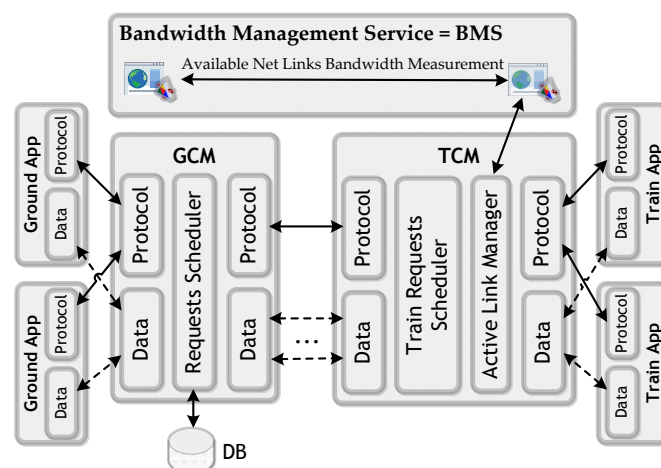 Bandwidth Management Service = BMS
Available Net Links Bandwidth Measurement
Ground App
Protocol
Data
Ground App
Protocol
Data
GCM
Protocol
Data
Requests Scheduler
Protocol
Data
...
DB
TCM
Protocol
Data
Train Requests
Scheduler
Active Link Manager
Protocol
Data
Train App
Protocol
Data
Train App
Protocol
Data